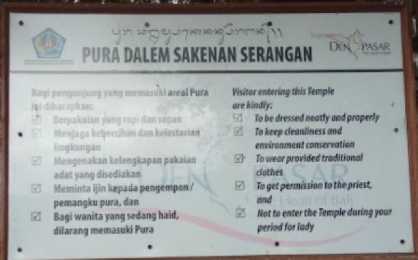 DENPASAR
PURA DALEM SAKENAN SERANGAN
Bagi pengunjung yang memasuki areal Pura
ini diharapkan:
Berpakaian yang rapi dan sopan
Menjaga kebersihan dan kelestarian
lingkungan
Mengenakan kelengkapan pakaian
adat yang disediakan
Meminta ijin kepada pengempon /
pemangku pura, dan
Bagi wanita yang sedang haid,
dilarang memasuki Pura
Visitor entering this Temple
are kindly:
To be dressed neatly and properly
To keep cleanliness and
environment conservation
To wear provided traditional
clothes
To get permission to the priest,
and
Not to enter the Temple during your
period for lady